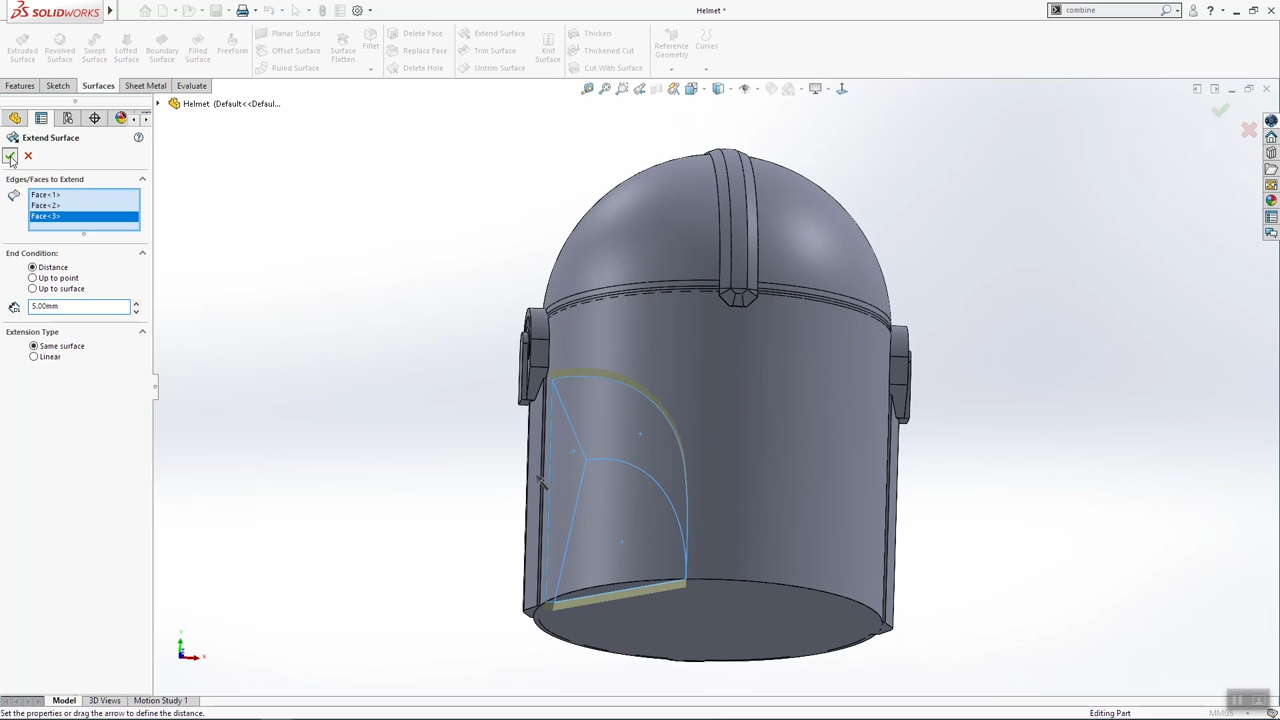 SOLIDWORKS
Helmet *
combine
Extruded Surface
Revolved Surface
Swept Surface
Lofted Surface
Boundary Surface
Filled Surface
Freeform
Planar Surface
Offset Surface
Ruled Surface
Surface Flatten
Fillet
Delete Face
Replace Face
Delete Hole
Extend Surface
Trim Surface
Untrim Surface
Knit Surface
Thicken
Thickened Cut
Cut With Surface
Reference Geometry
Curves
Features
Sketch
Surfaces
Sheet Metal
Evaluate
Helmet (Default<<Defaul...
Extend Surface
Edges/Faces to Extend
Face<1>
Face<2>
Face<3>
End Condition:
Distance
Up to point
Up to surface
D1
5.00mm
Extension Type
Same surface
Linear
Y
X
Model
3D Views
Motion Study 1
Set the properties or drag the arrow to define the distance.
Editing Part
MMGS